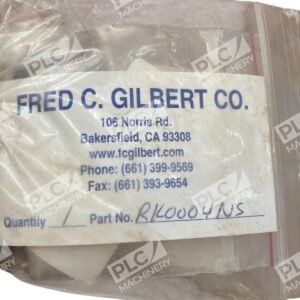 FRED C. GILBERT CO.
106 Norris Rd.
Bakersfield, CA 93308
www.fcgilbert.com
Phone: (661) 399-9569
Fax: (661) 393-9654
Quantity 1 Part No. RK0004NS
PLC MACHINERY